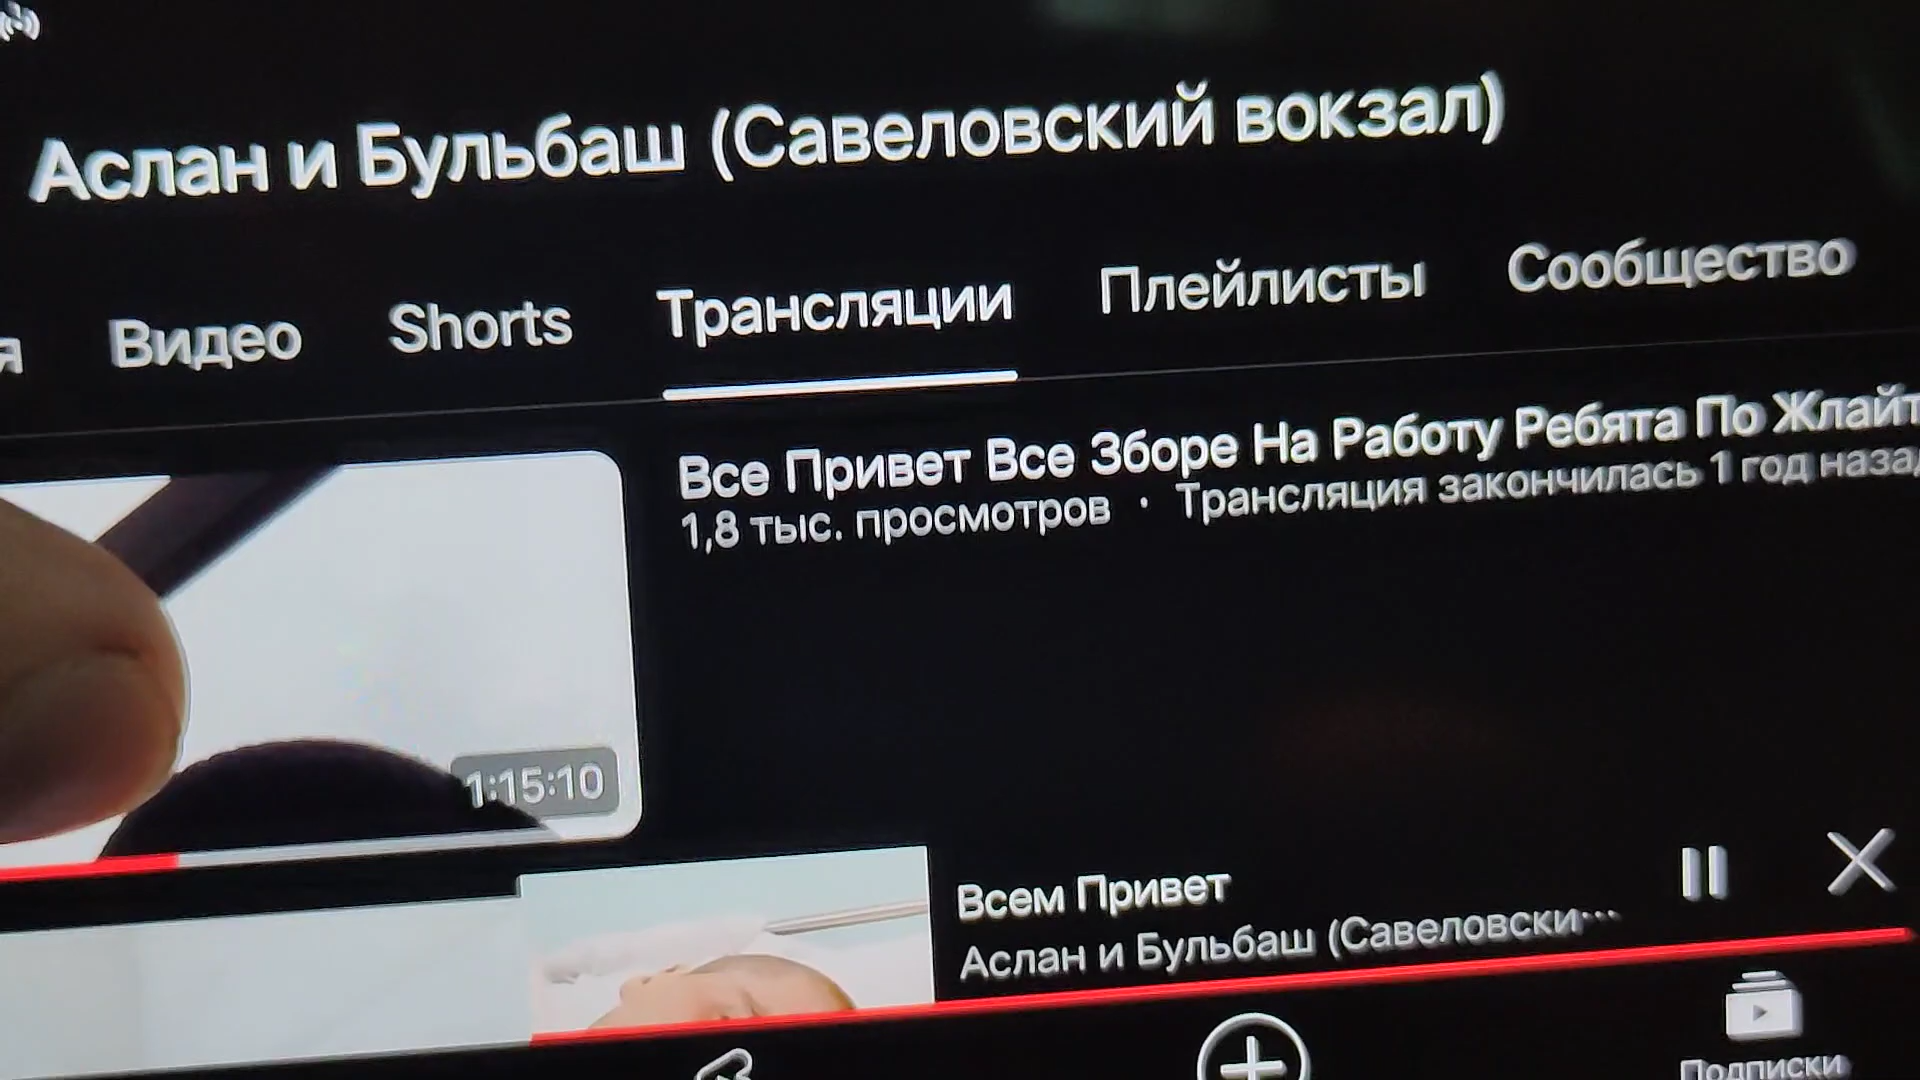 Аслан и Бульбаш (Савеловский вокзал)
Видео Shorts Трансляции Плейлисты Сообщество
Все Привет Все Зборе На Работу Ребята По Жлайт
1,8 тыс. просмотров · Трансляция закончилась 1 год назад
1:15:10
Всем Привет
Аслан и Бульбаш (Савеловски...
Подписки